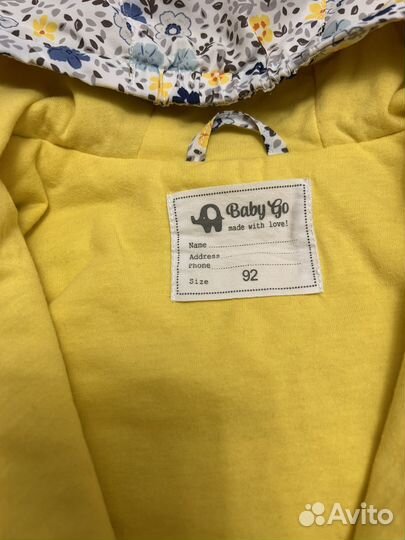 Baby Go
made with love!
Name
Address
Phone
Size 92
Avito